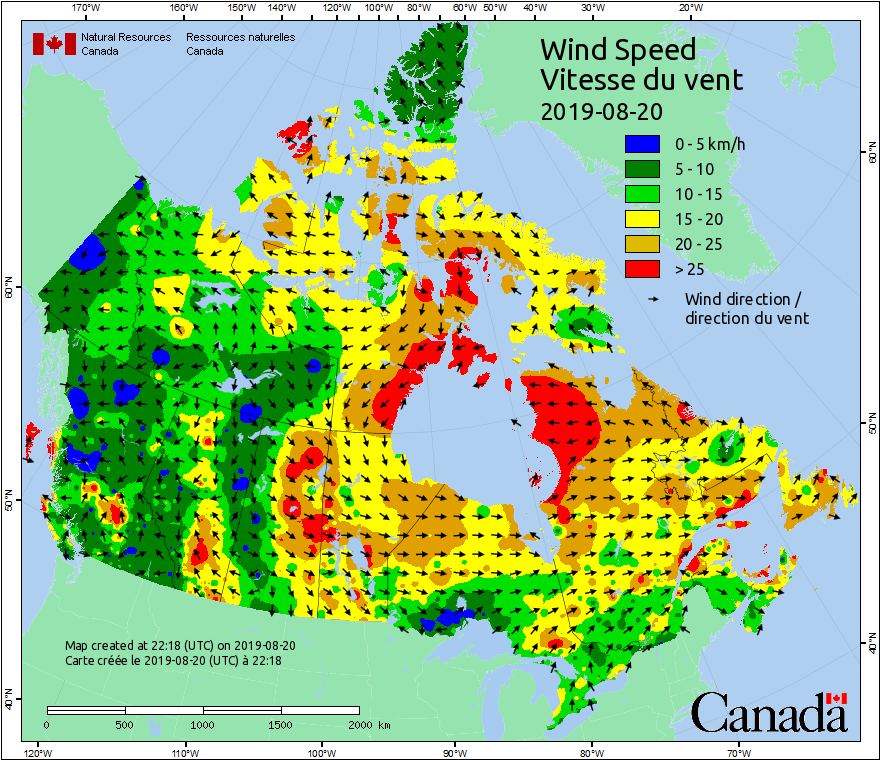 170°W 160°W 150°W 140°W 130°W 120°W 110°W 100°W 90°W 80°W 70°W 60°W 50°W 40°W 30°W 20°W
Natural Resources Ressources naturelles
Canada Canada
Wind Speed
Vitesse du vent
2019-08-20
0 - 5 km/h
5 - 10
10 - 15
15 - 20
20 - 25
> 25
Wind direction /
direction du vent
60°N 60°N
50°N 50°N
40°N 40°N
Map created at 22:18 (UTC) on 2019-08-20
Carte créée le 2019-08-20 (UTC) à 22:18
0 500 1000 1500 2000 km
Canada
120°W 110°W 100°W 90°W 80°W 70°W